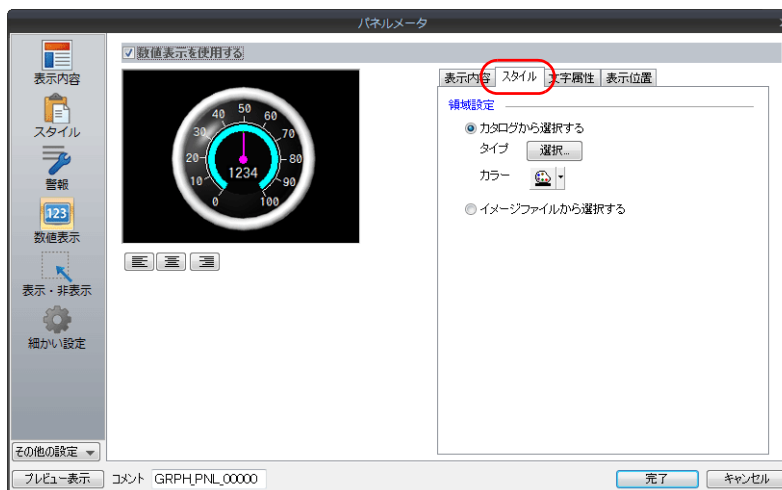 パネルメータ
表示内容
スタイル
警報
123
数値表示
表示・非表示
細かい設定
その他の設定
数値表示を使用する
0
10
20
30
40
50
60
70
80
90
100
1234
表示内容 スタイル 文字属性 表示位置
領域設定
カタログから選択する
タイプ 選択...
カラー
イメージファイルから選択する
プレビュー表示 コメント GRPH_PNL_00000 完了 キャンセル